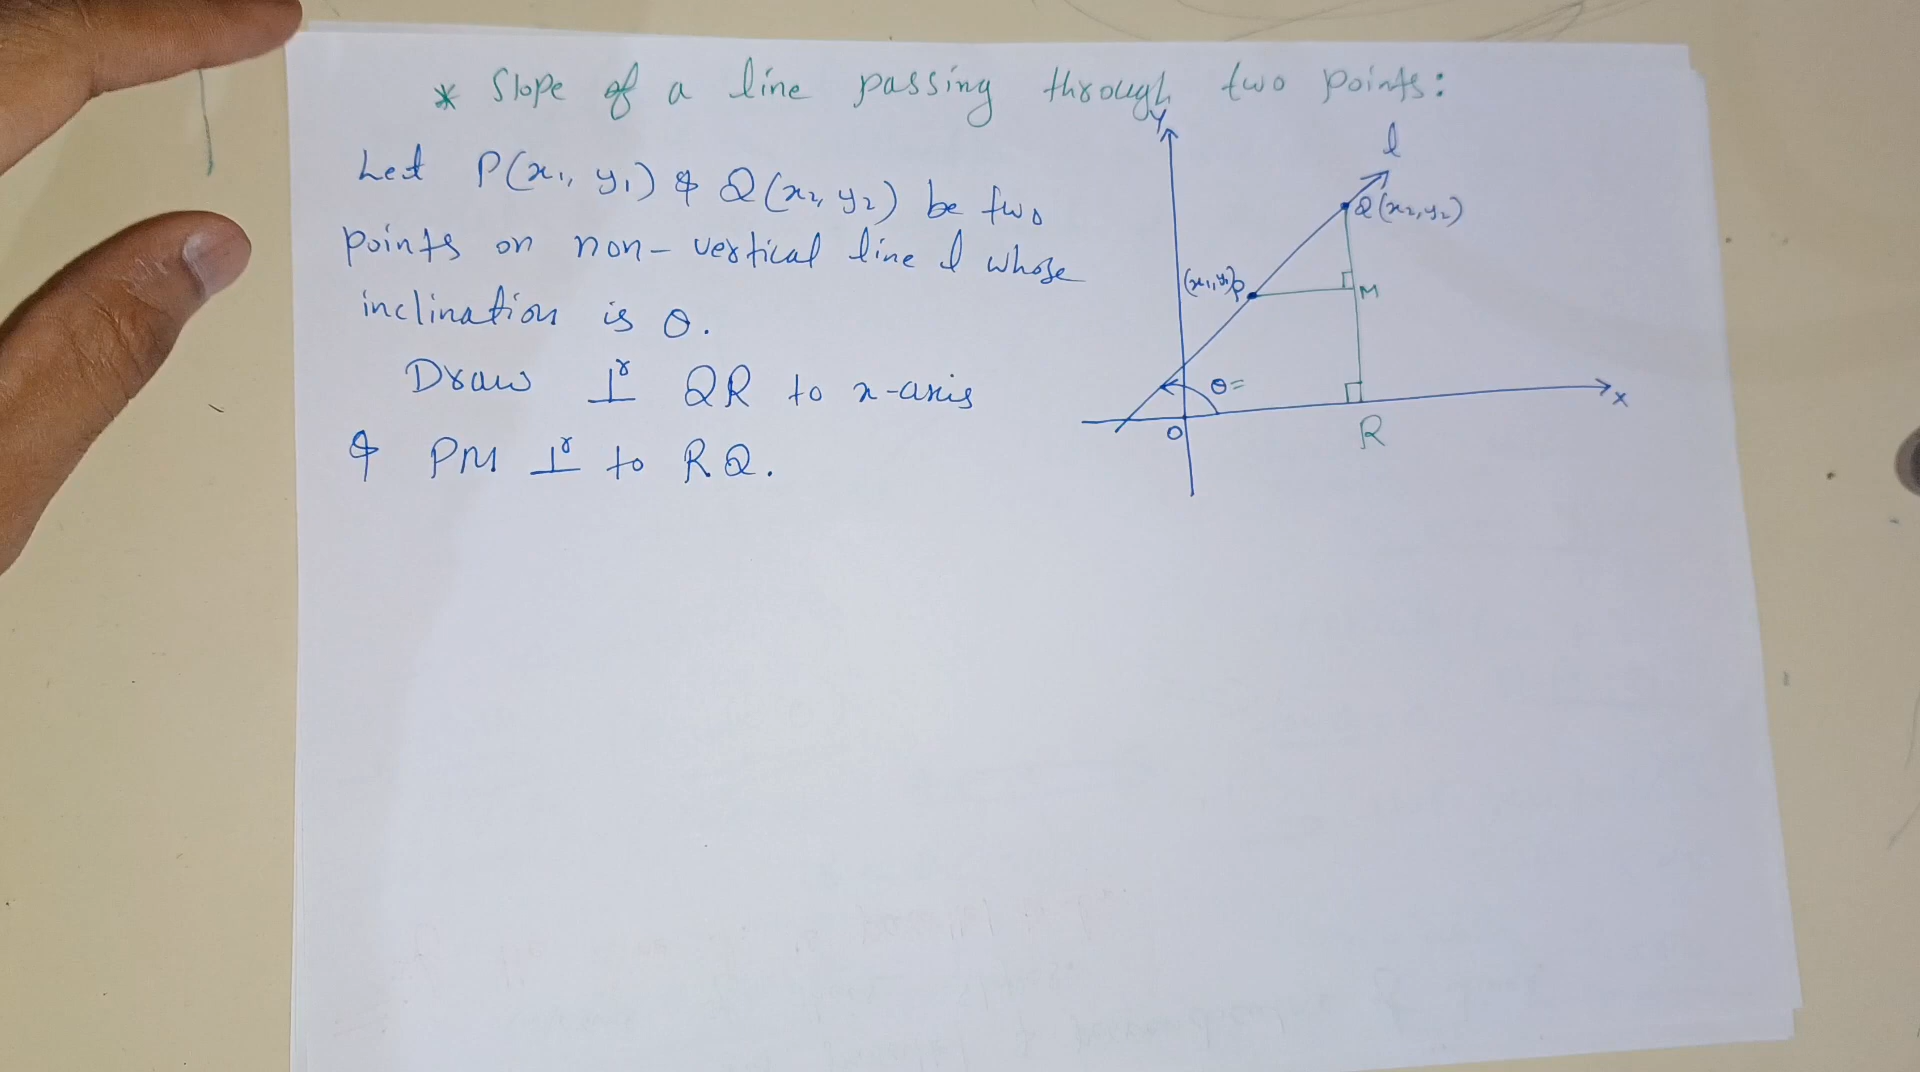 * Slope of a line passing through two points:
Let P(x₁, y₁) & Q(x₂, y₂) be two
points on non-vertical line l whose
inclination is θ.
Draw ⊥ʳ QR to x-axis
& PM ⊥ʳ to RQ.
Y
l
Q(x₂,y₂)
(x₁,y₁)P
M
θ=
X
O
R